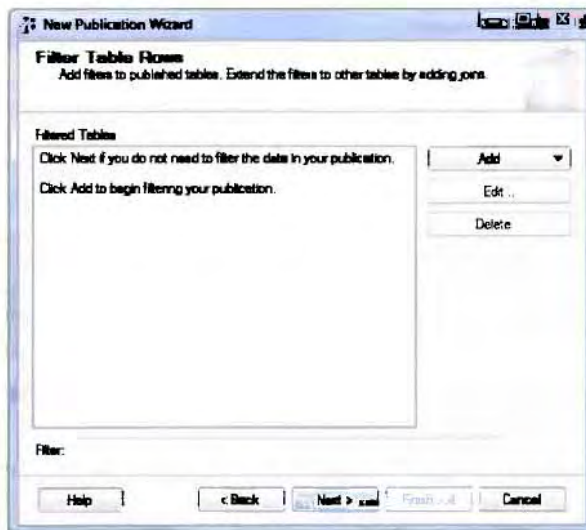 New Publication Wizard
Filter Table Rows
Add filters to published tables. Extend the filters to other tables by adding joins.
Filtered Tables
Click Next if you do not need to filter the data in your publication.
Click Add to begin filtering your publication.
Add
Edit ...
Delete
Filter:
Help
< Back
Next >
Finish
Cancel